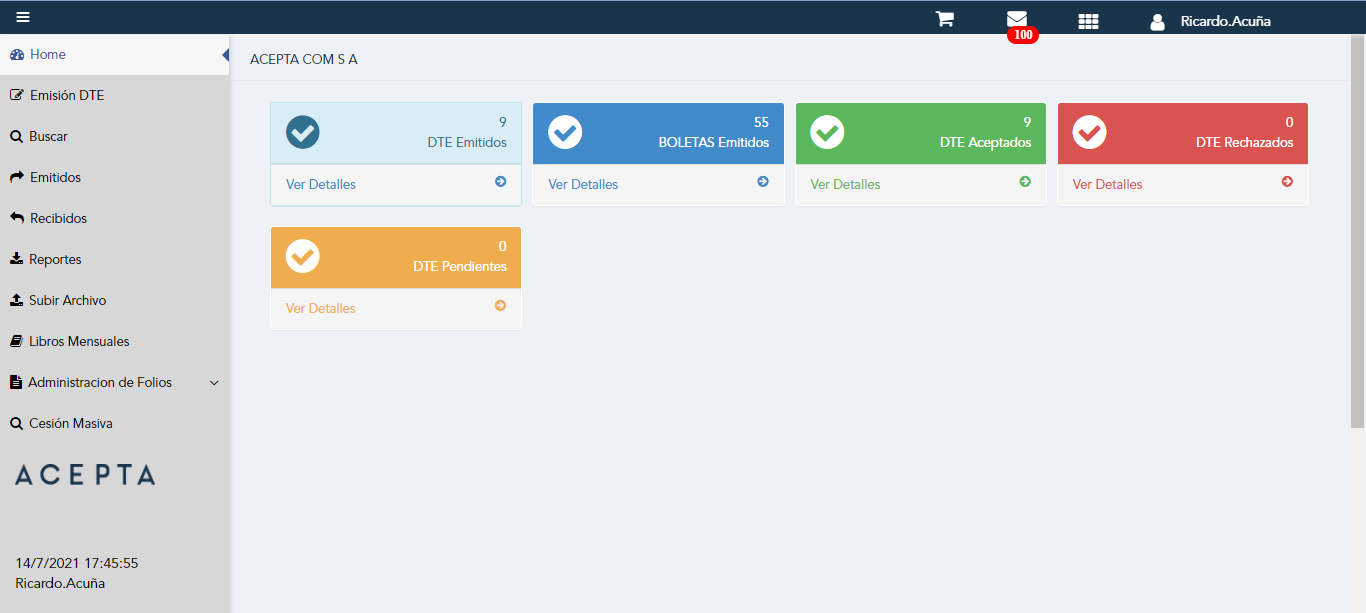 100
Ricardo.Acuña
Home
Emisión DTE
Buscar
Emitidos
Recibidos
Reportes
Subir Archivo
Libros Mensuales
Administracion de Folios
Cesión Masiva
ACEPTA
14/7/2021 17:45:55
Ricardo.Acuña
ACEPTA COM S A
9
DTE Emitidos
Ver Detalles
55
BOLETAS Emitidos
Ver Detalles
9
DTE Aceptados
Ver Detalles
0
DTE Rechazados
Ver Detalles
0
DTE Pendientes
Ver Detalles